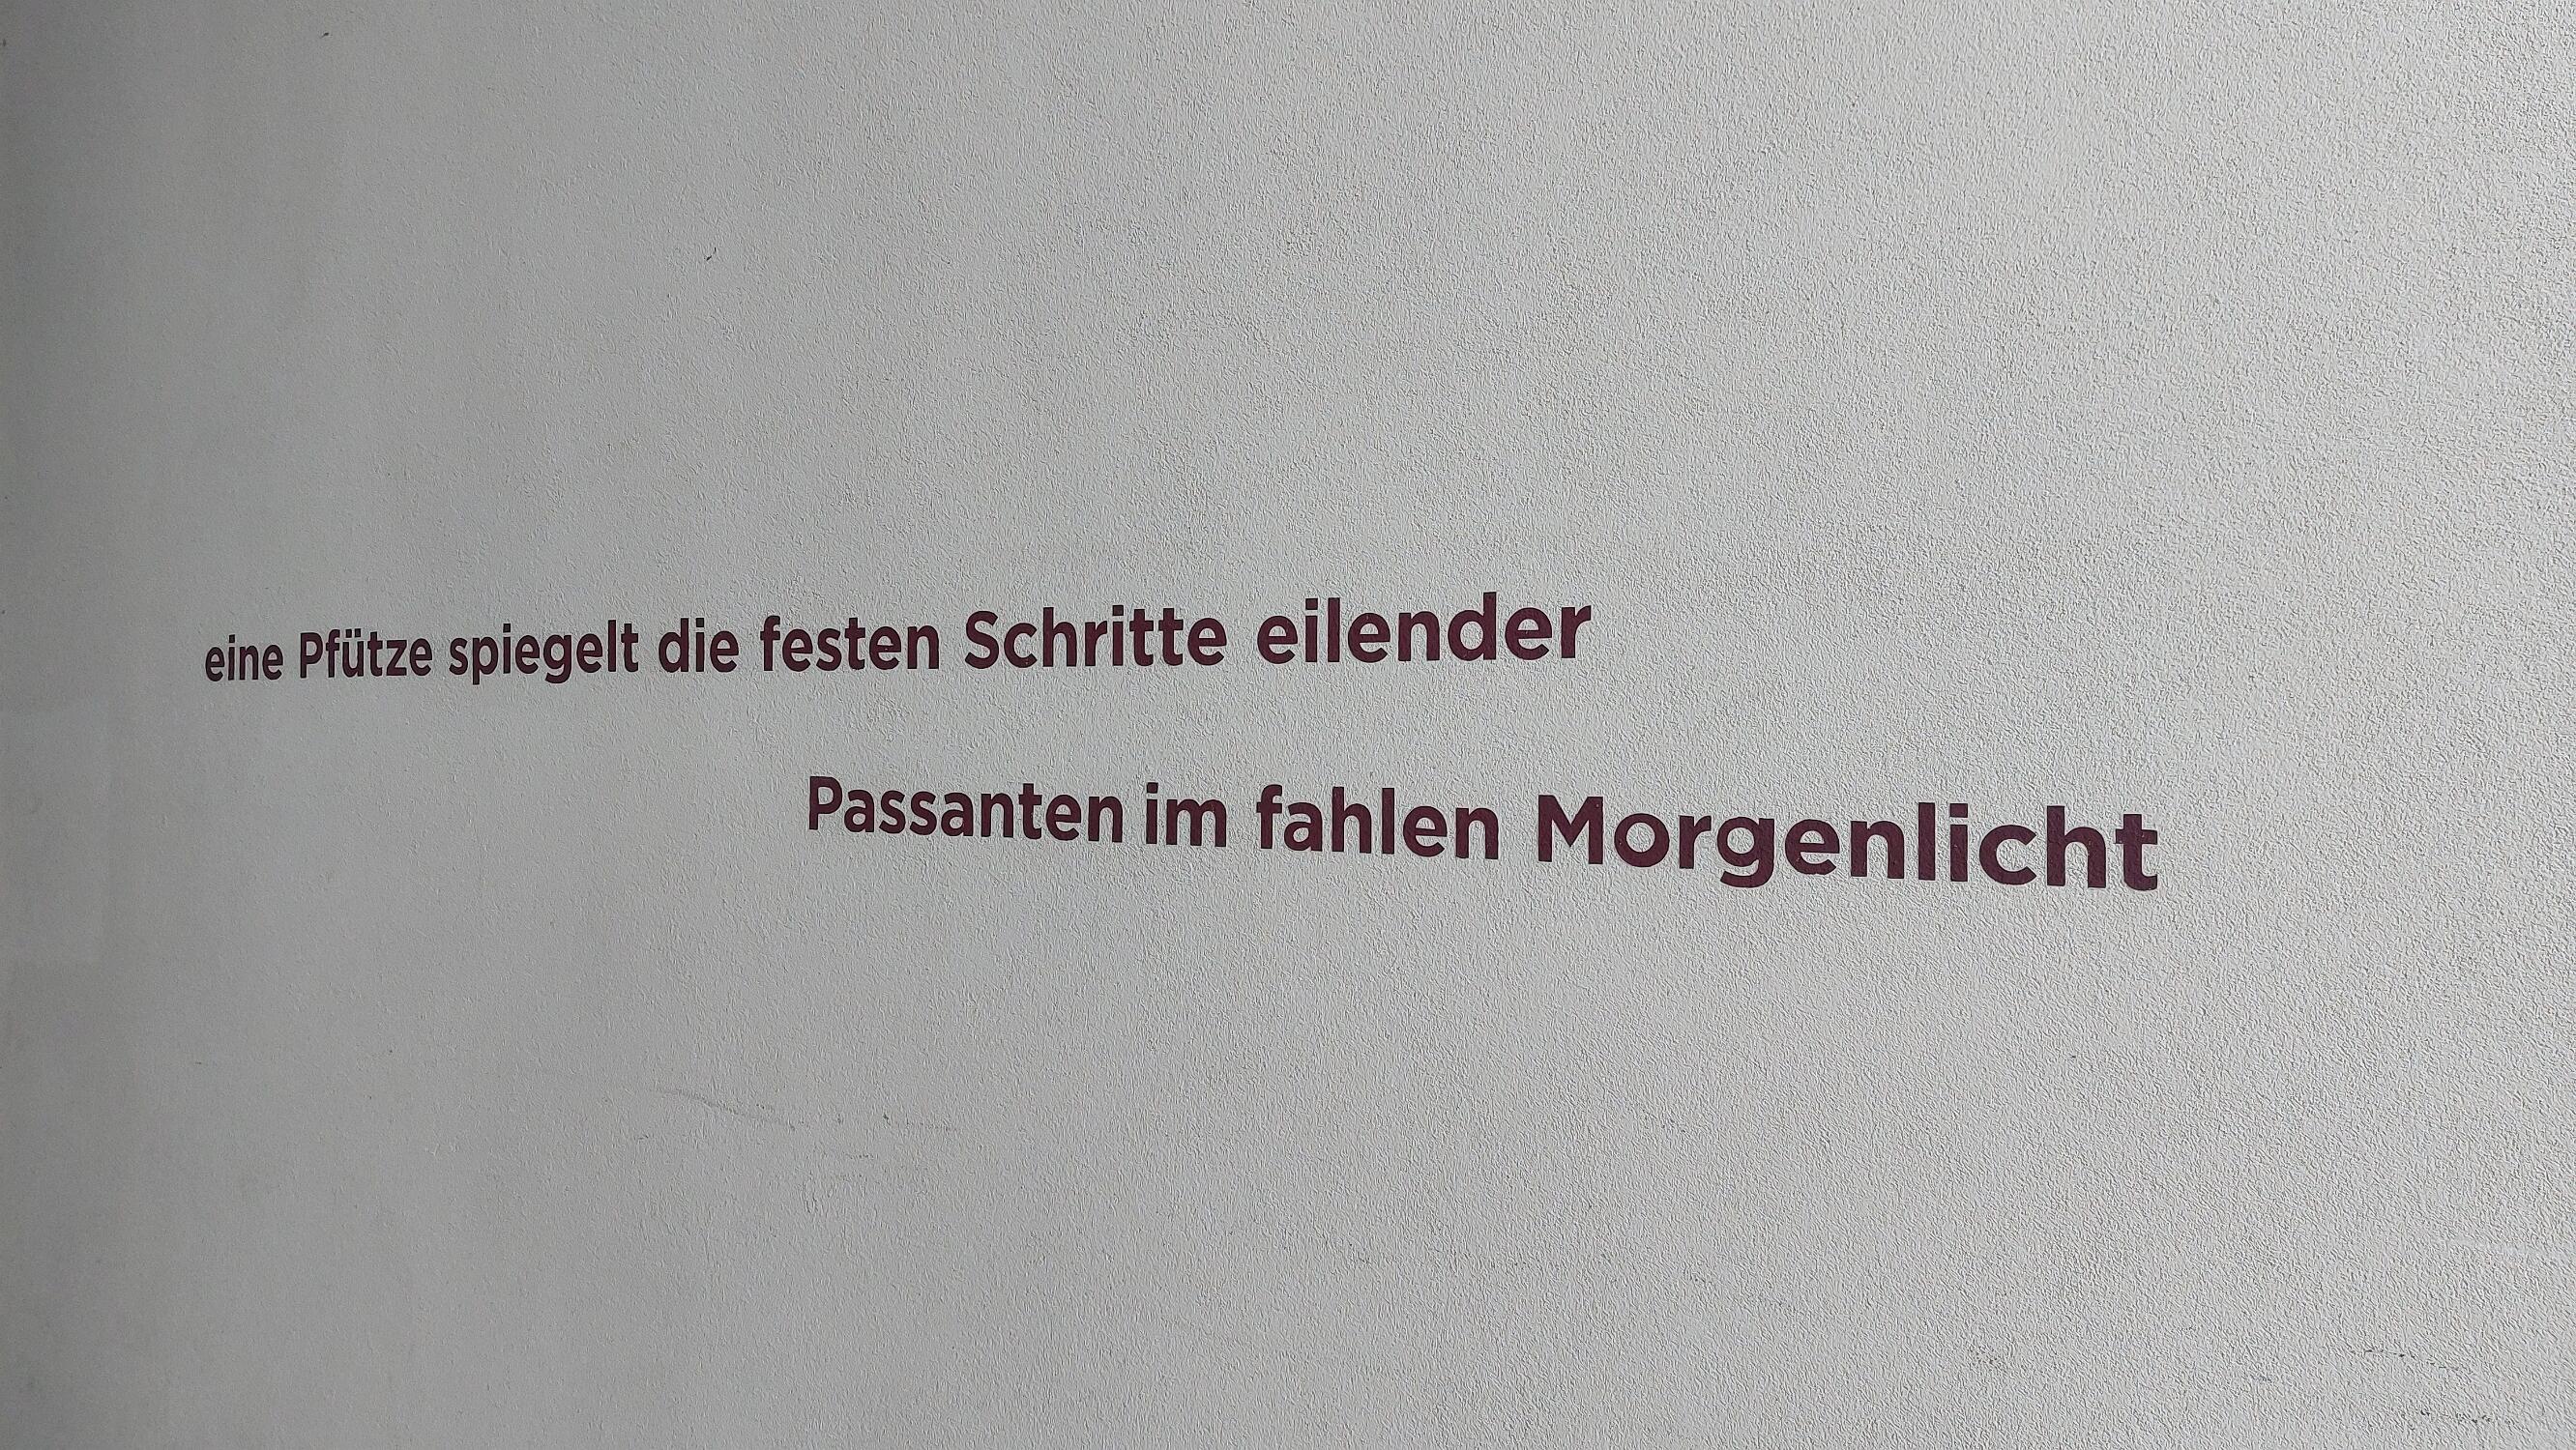 eine Pfütze spiegelt die festen Schritte eilender
Passanten im fahlen Morgenlicht